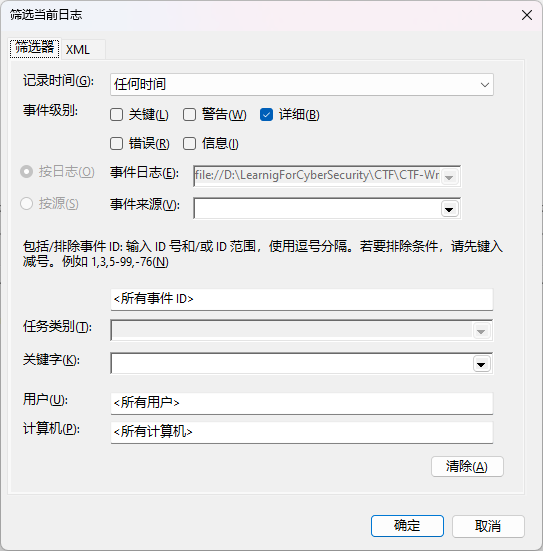 筛选当前日志
筛选器 XML
记录时间(G): 任何时间
事件级别: 关键(L) 警告(W) 详细(B)
错误(R) 信息(I)
按日志(O) 事件日志(E): file://D:\LearnigForCyberSecurity\CTF\CTF-Wr
按源(S) 事件来源(V):
包括/排除事件 ID: 输入 ID 号和/或 ID 范围，使用逗号分隔。若要排除条件，请先键入
减号。例如 1,3,5-99,-76(N)
<所有事件 ID>
任务类别(T):
关键字(K):
用户(U): <所有用户>
计算机(P): <所有计算机>
清除(A)
确定 取消